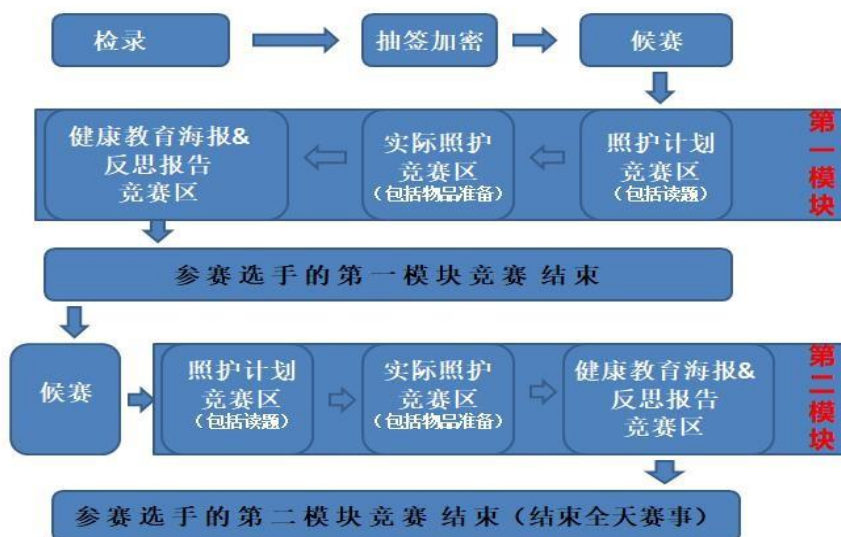 检录
抽签加密
候赛
照护计划
竞赛区
(包括读题)
实际照护
竞赛区
(包括物品准备)
健康教育海报&
反思报告
竞赛区
第一模块
参赛选手的第一模块竞赛 结束
候赛
照护计划
竞赛区
(包括读题)
实际照护
竞赛区
(包括物品准备)
健康教育海报&
反思报告
竞赛区
第二模块
参赛选手的第二模块竞赛 结束（结束全天赛事）